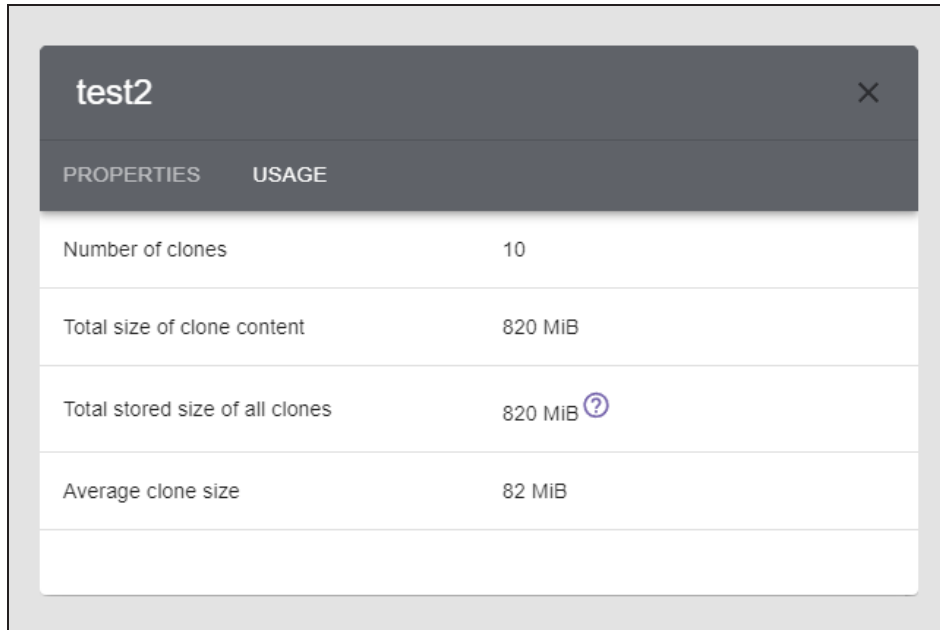 test2
PROPERTIES USAGE
Number of clones 10
Total size of clone content 820 MiB
Total stored size of all clones 820 MiB ?
Average clone size 82 MiB